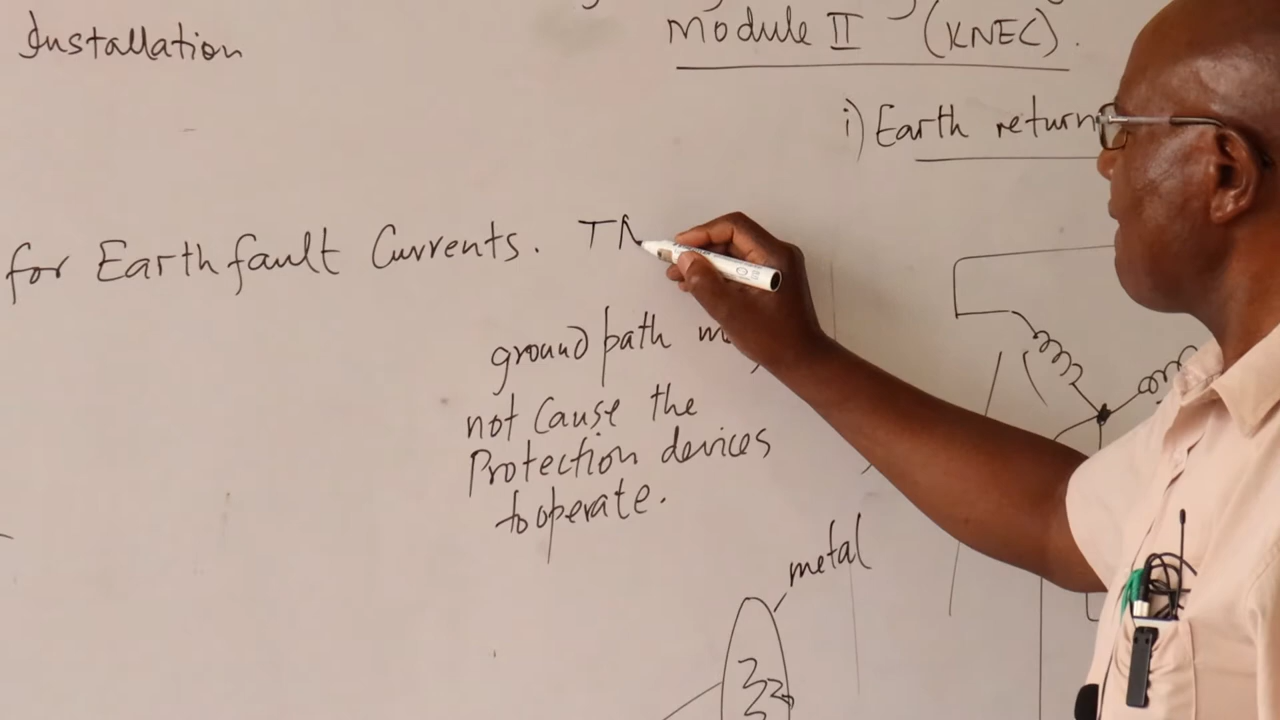 Installation
Module II (KNEC).
i) Earth return
for Earth fault Currents. TN
ground path
not Cause the
Protection devices
to operate.
metal